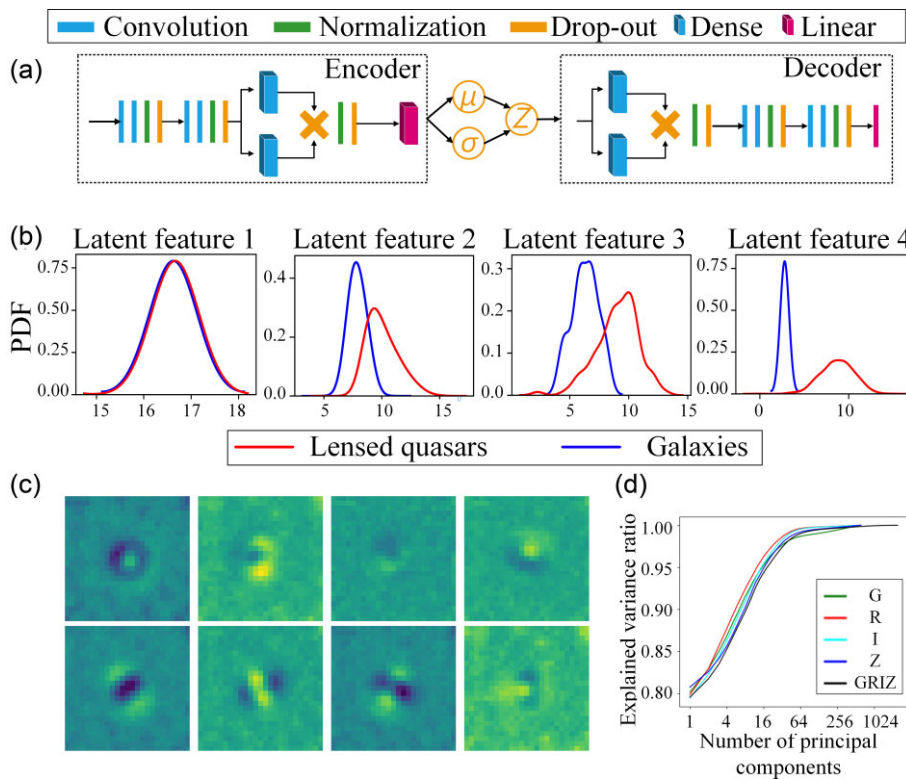 Convolution Normalization Drop-out Dense Linear
(a)
Encoder Decoder
μ
σ
Z
(b)
Latent feature 1 Latent feature 2 Latent feature 3 Latent feature 4
PDF
0.75
0.50
0.25
0.00
15 16 17 18
0.4
0.2
0.0
5 10 15
0.3
0.2
0.1
0.0
5 10 15
0.75
0.50
0.25
0.00
0 10
Lensed quasars Galaxies
(c)
(d)
Explained variance ratio
1.00
0.95
0.90
0.85
0.80
G
R
I
Z
GRIZ
1 4 16 64 256 1024
Number of principal
components